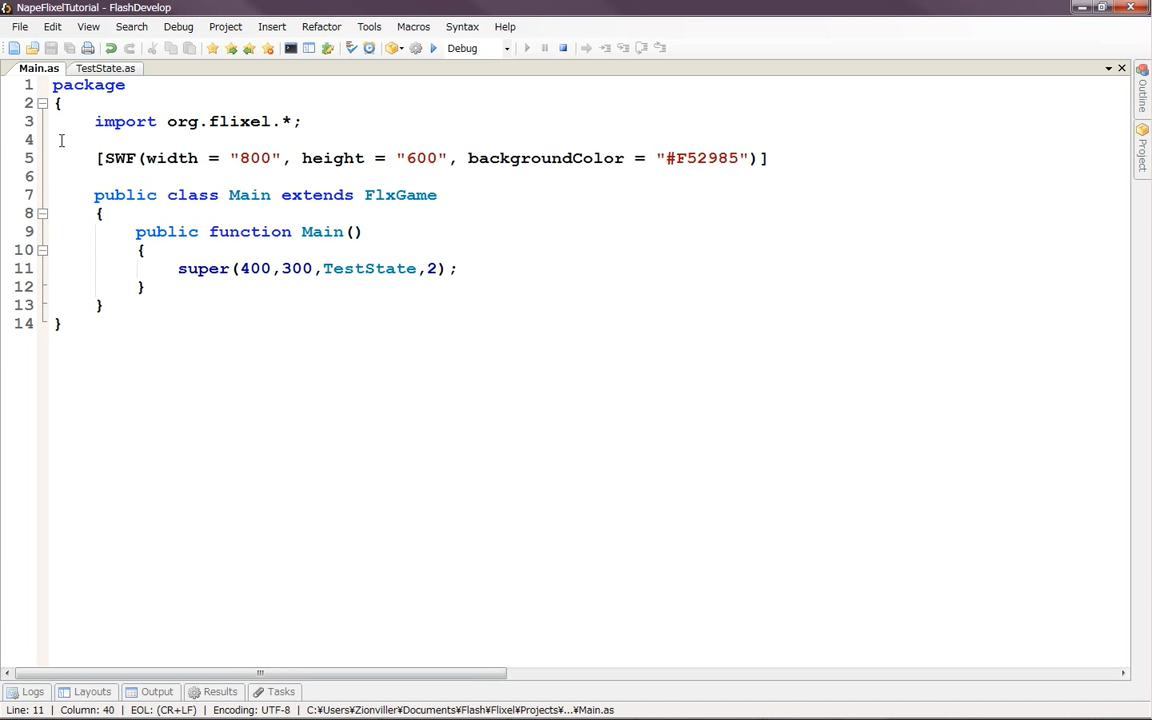 NapeFlixelTutorial - FlashDevelop
File Edit View Search Debug Project Insert Refactor Tools Macros Syntax Help
Debug
Main.as TestState.as
1 package
2 {
3 import org.flixel.*;
4
5 [SWF(width = "800", height = "600", backgroundColor = "#F52985")]
6
7 public class Main extends FlxGame
8 {
9 public function Main()
10 {
11 super(400,300,TestState,2);
12 }
13 }
14 }
Outline
Project
Logs Layouts Output Results Tasks
Line: 11 Column: 40 EOL: (CR+LF) Encoding: UTF-8 C:¥Users¥Zionviller¥Documents¥Flash¥Flixel¥Projects¥...¥Main.as